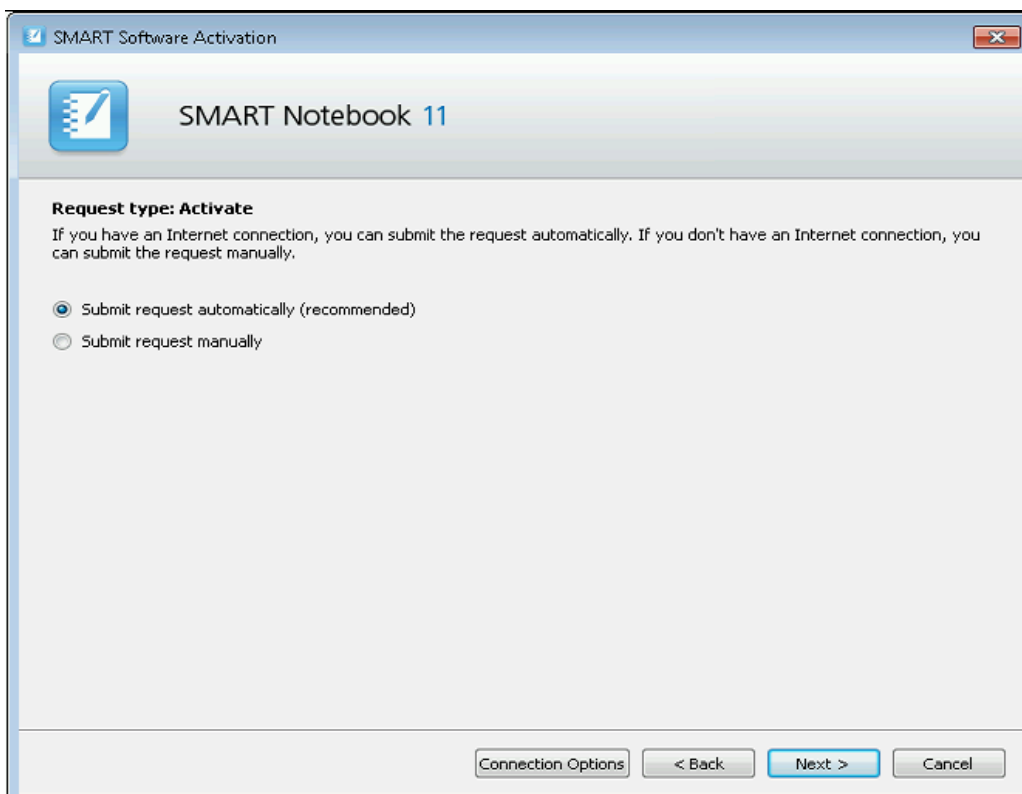 SMART Software Activation
SMART Notebook 11
Request type: Activate
If you have an Internet connection, you can submit the request automatically. If you don't have an Internet connection, you
can submit the request manually.
Submit request automatically (recommended)
Submit request manually
Connection Options < Back Next > Cancel